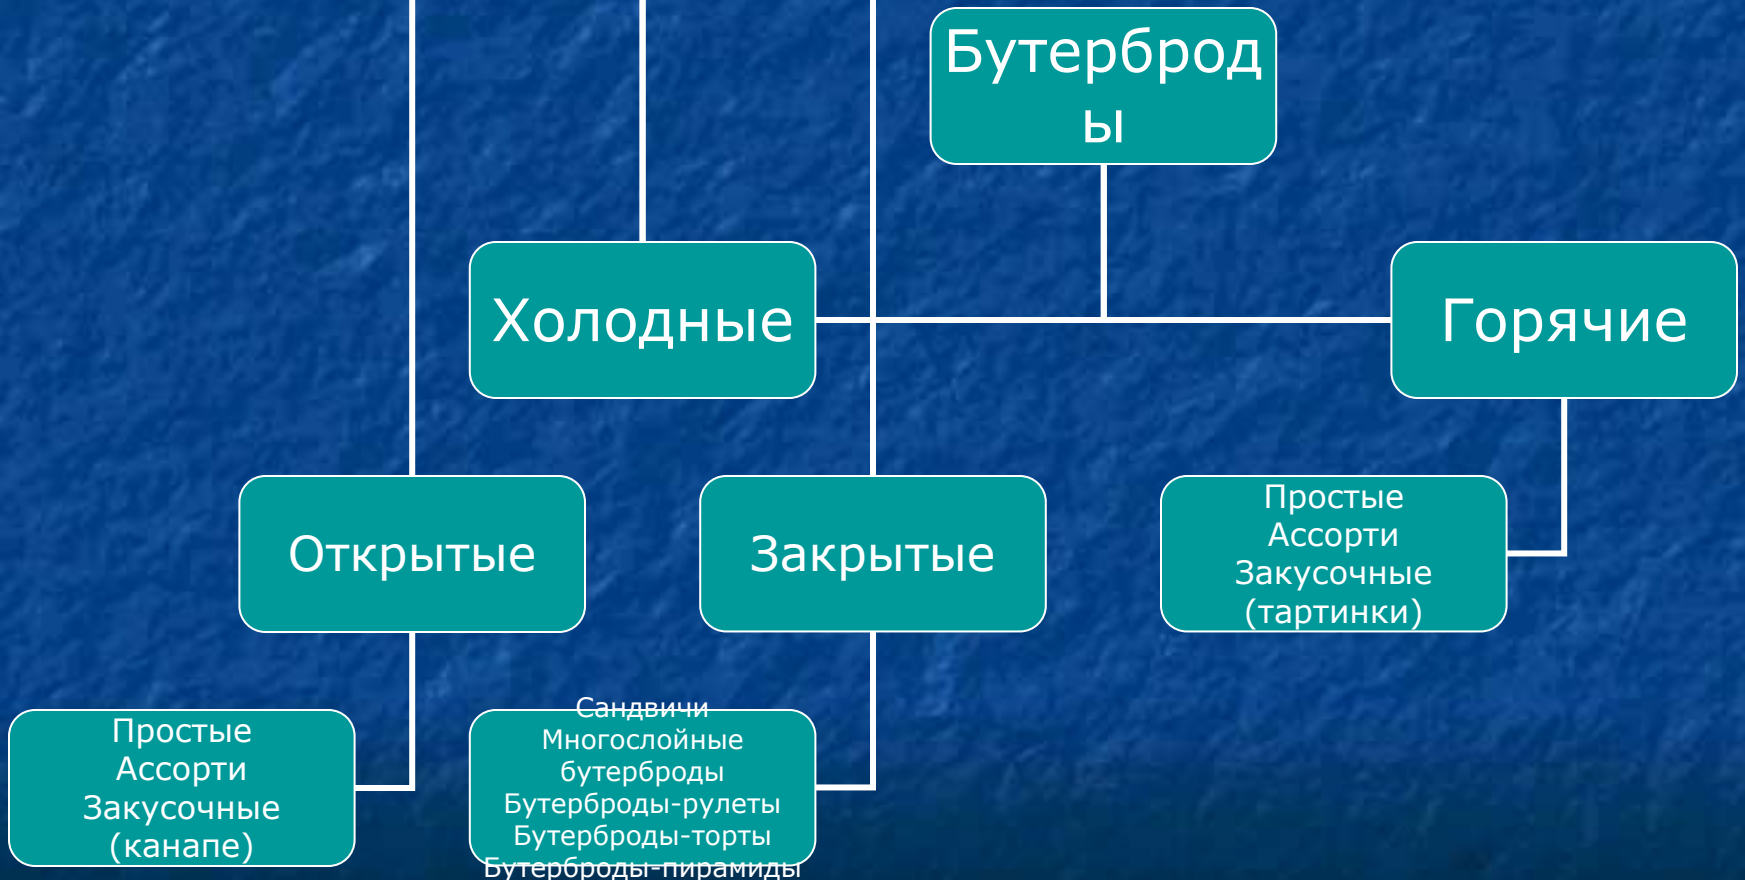 Бутерброд
ы
Холодные
Горячие
Открытые
Закрытые
Простые
Ассорти
Закусочные
(тартинки)
Простые
Ассорти
Закусочные
(канапе)
Сандвичи
Многослойные
бутерброды
Бутерброды-рулеты
Бутерброды-торты
Бутерброды-пирамиды